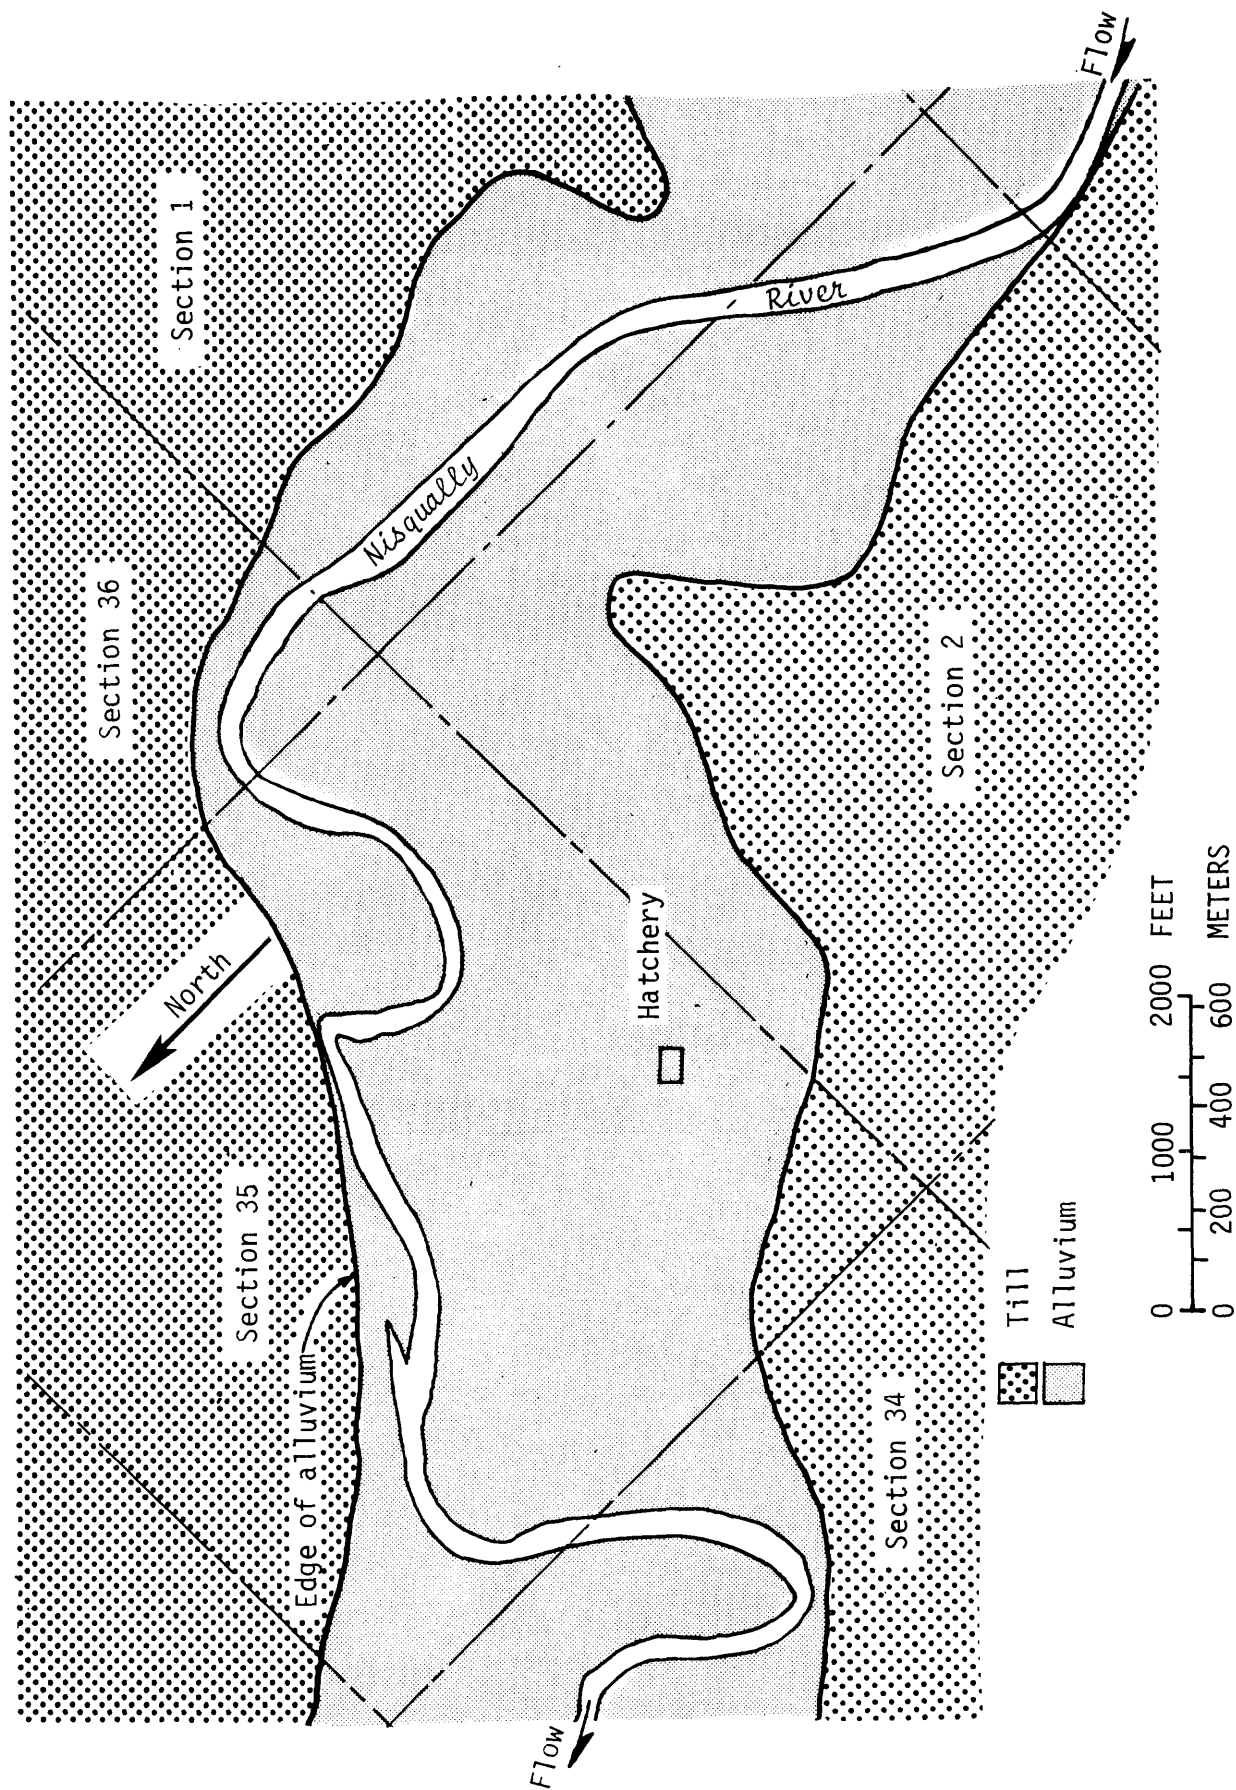 Flow
Section 1
River
Nisqually
Section 36
Section 2
North
Hatchery
Section 35
Edge of alluvium
Section 34
Flow
Till
Alluvium
0 1000 2000 FEET
0 200 400 600 METERS